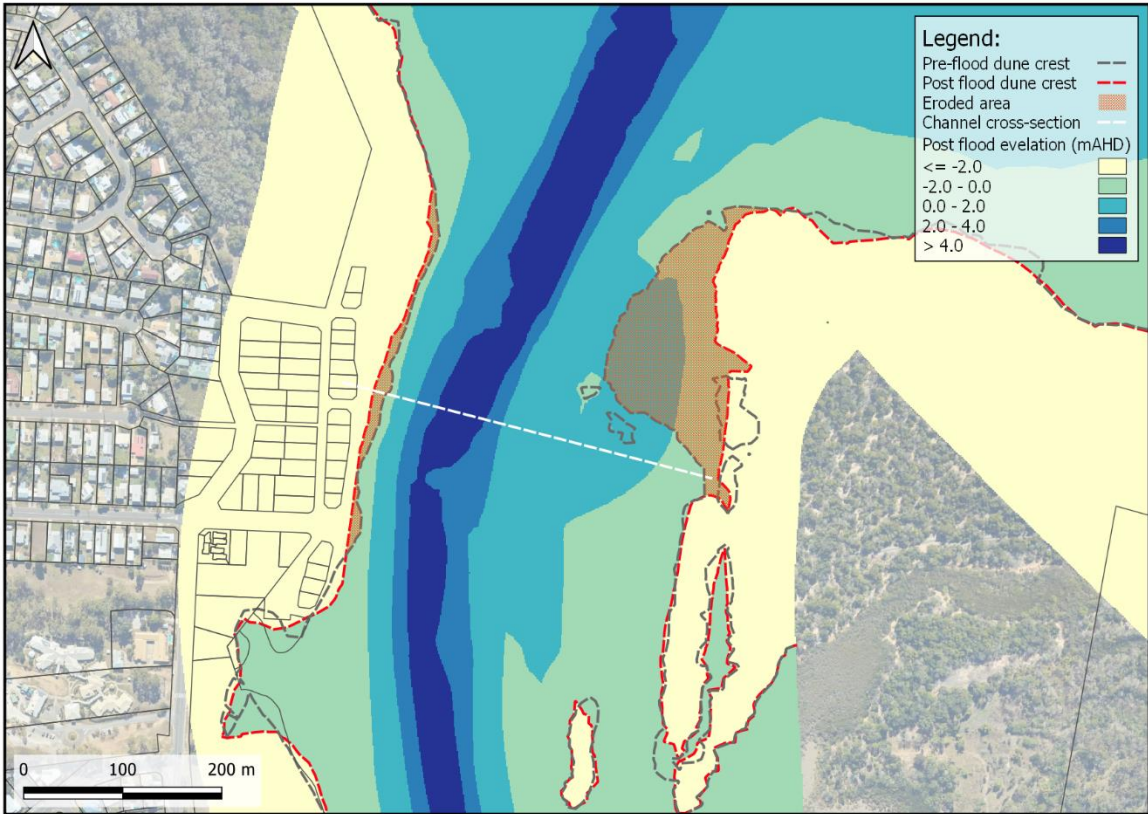 Legend:
Pre-flood dune crest
Post flood dune crest
Eroded area
Channel cross-section
Post flood evelation (mAHD)
<= -2.0
-2.0 - 0.0
0.0 - 2.0
2.0 - 4.0
> 4.0
0 100 200 m